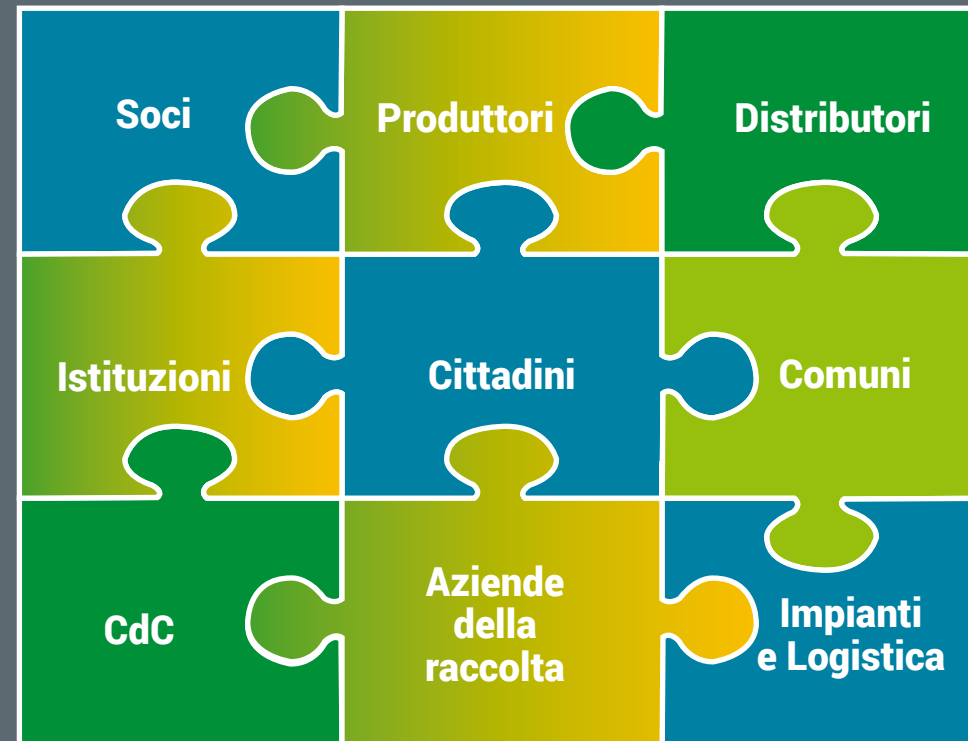 Soci
Produttori
Distributori
Istituzioni
Cittadini
Comuni
CdC
Aziende
della
raccolta
Impianti
e Logistica